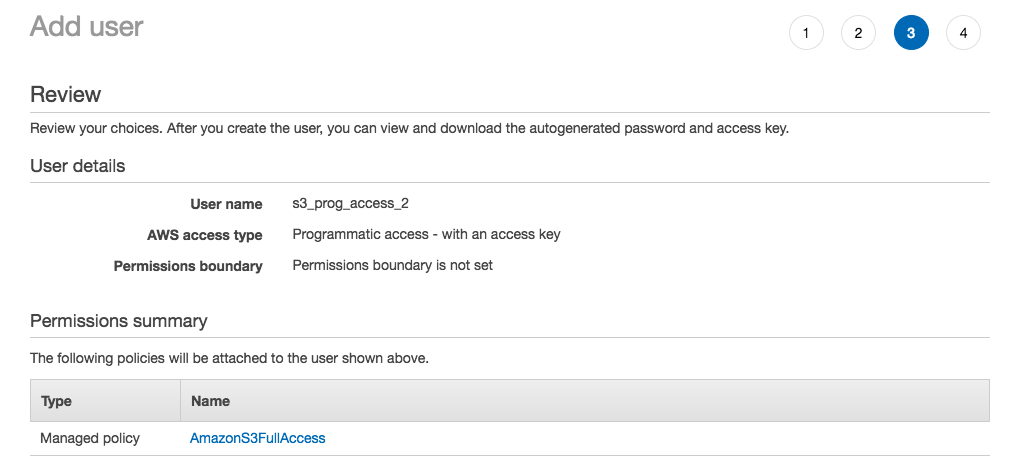 Add user
1 2 3 4
Review
Review your choices. After you create the user, you can view and download the autogenerated password and access key.
User details
User name s3_prog_access_2
AWS access type Programmatic access - with an access key
Permissions boundary Permissions boundary is not set
Permissions summary
The following policies will be attached to the user shown above.
Type Name
Managed policy AmazonS3FullAccess